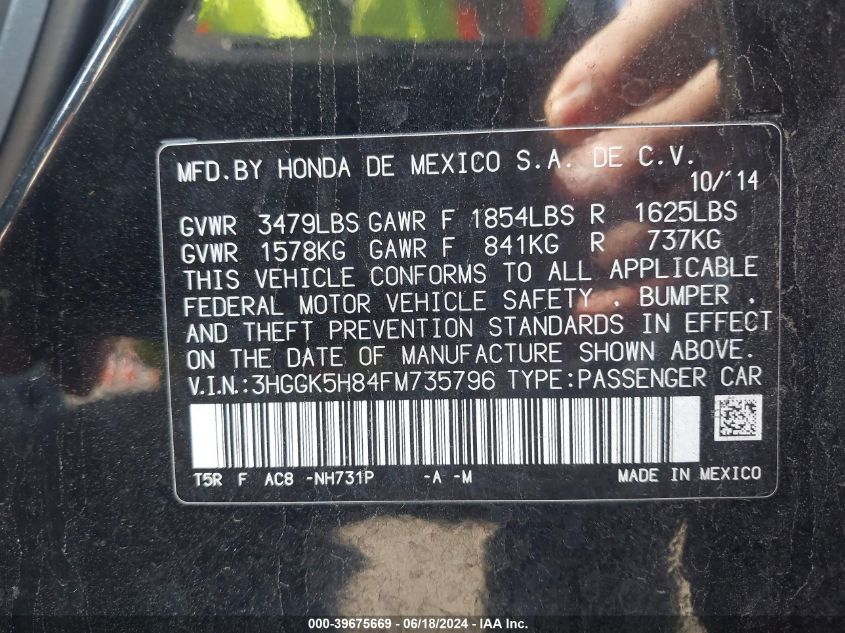 MFD.BY HONDA DE MEXICO S.A. DE C.V.
10/'14
GVWR 3479LBS GAWR F 1854LBS R 1625LBS
GVWR 1578KG GAWR F 841KG R 737KG
THIS VEHICLE CONFORMS TO ALL APPLICABLE
FEDERAL MOTOR VEHICLE SAFETY , BUMPER ,
AND THEFT PREVENTION STANDARDS IN EFFECT
ON THE DATE OF MANUFACTURE SHOWN ABOVE.
V.I.N.:3HGGK5H84FM735796 TYPE:PASSENGER CAR
T5R F AC8 -NH731P -A -M MADE IN MEXICO
000-39675669 - 06/18/2024 - IAA Inc.